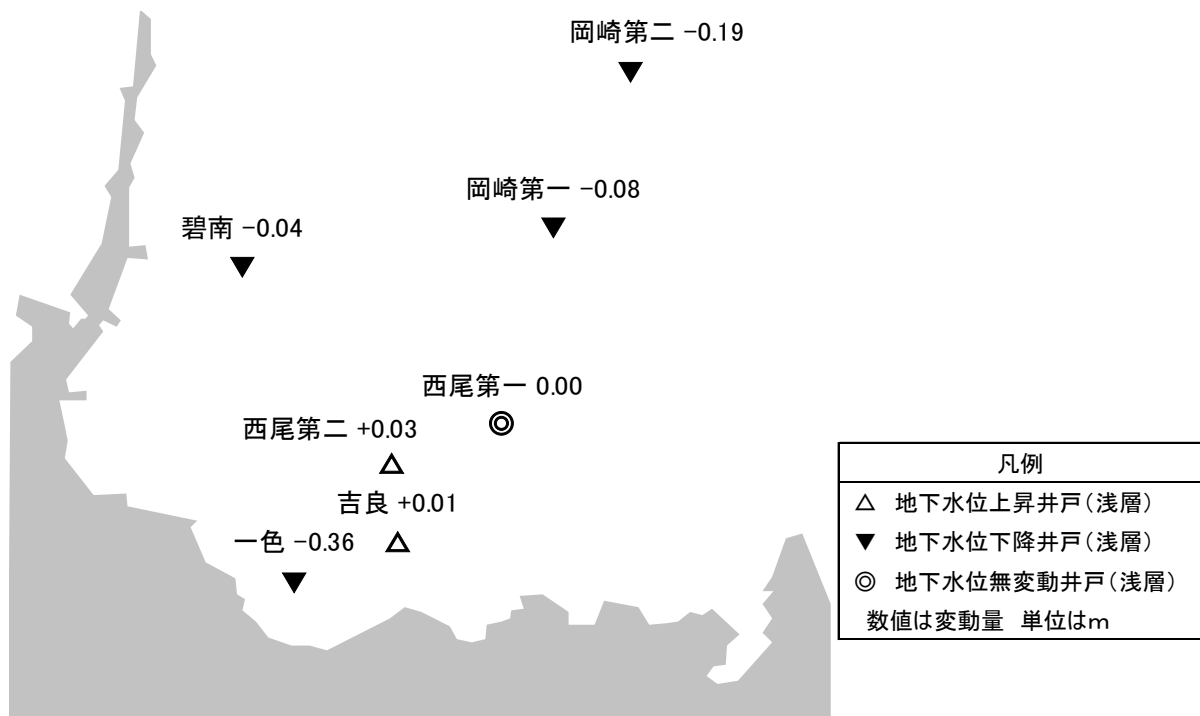 岡崎第二 -0.19
岡崎第一 -0.08
碧南 -0.04
西尾第一 0.00
西尾第二 +0.03
吉良 +0.01
一色 -0.36
凡例
△ 地下水位上昇井戸(浅層)
▼ 地下水位下降井戸(浅層)
◎ 地下水位無変動井戸(浅層)
数値は変動量 単位はm